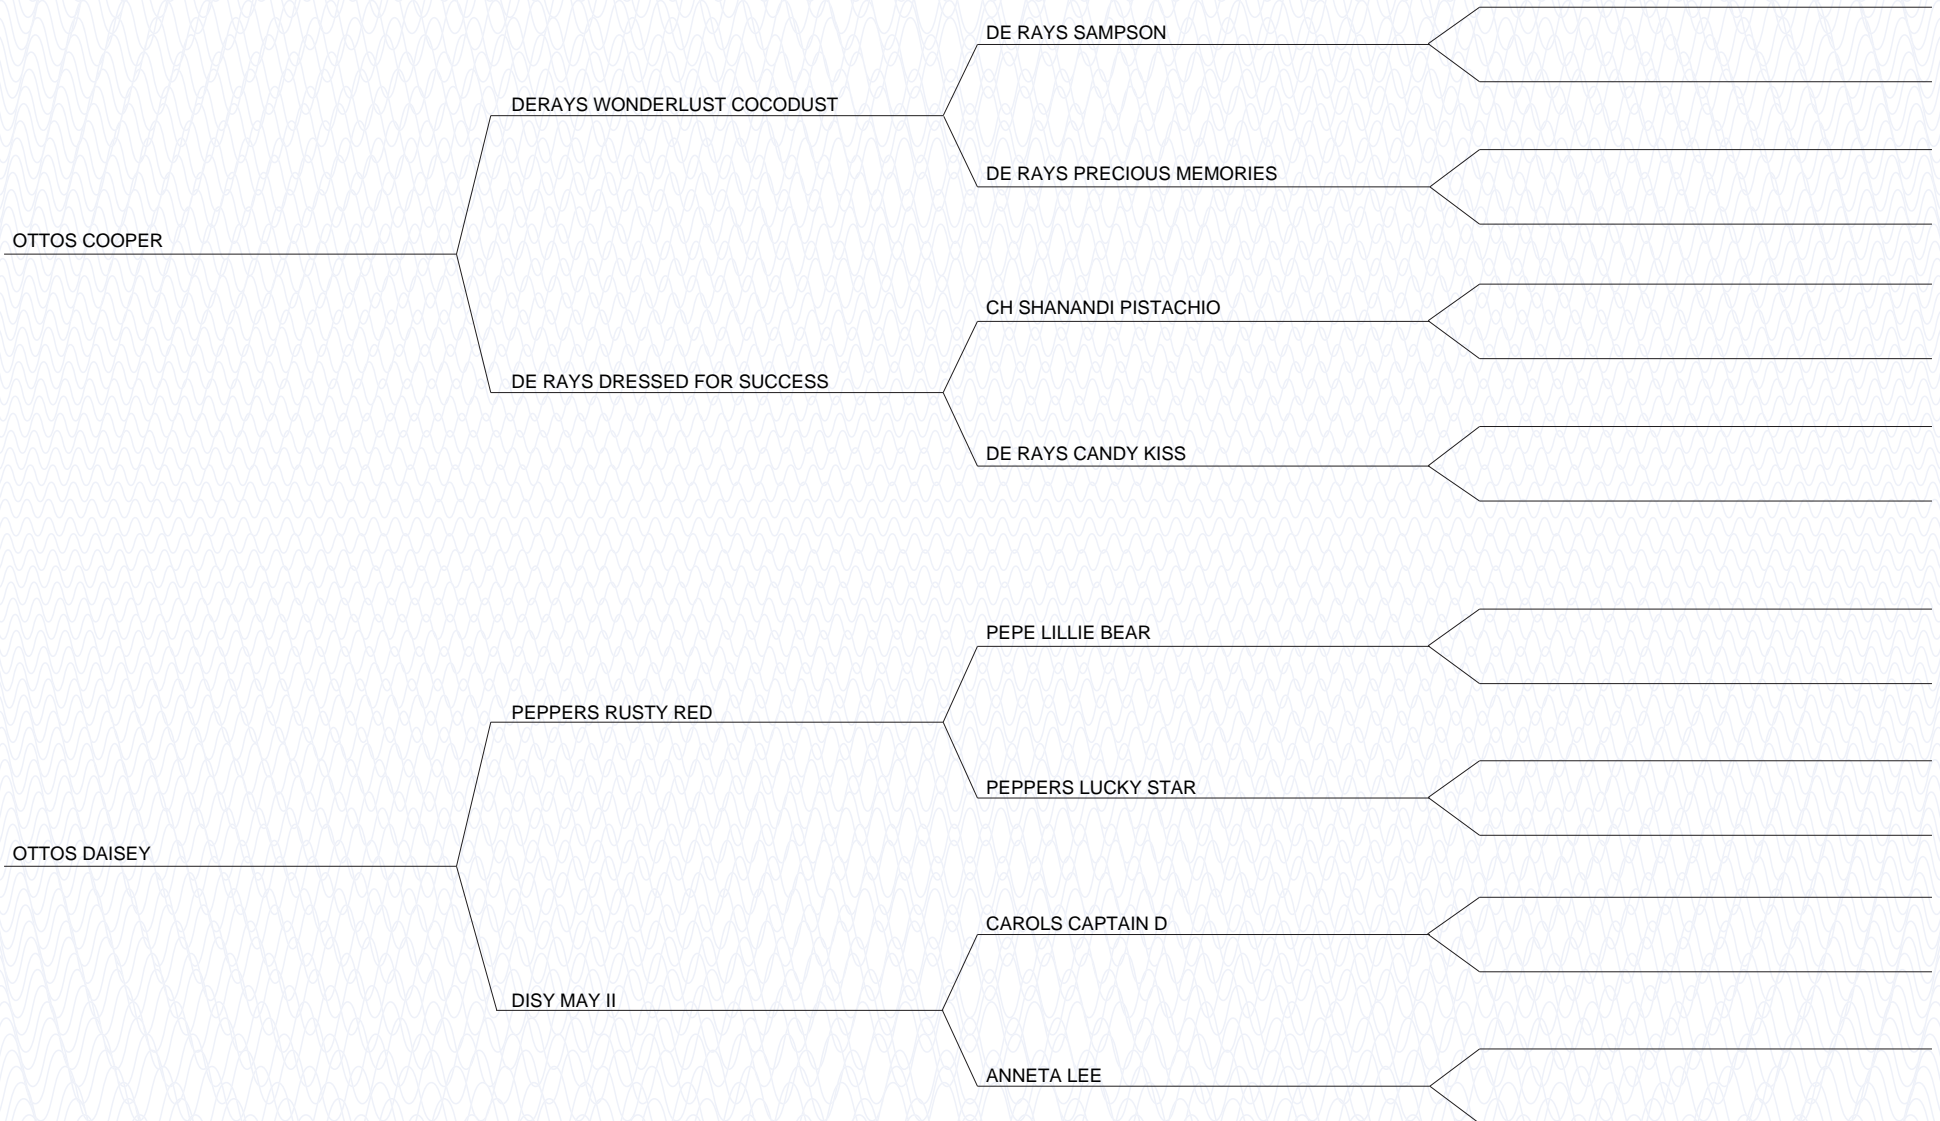 DE RAYS SAMPSON
DERAYS WONDERLUST COCODUST
DE RAYS PRECIOUS MEMORIES
OTTOS COOPER
CH SHANANDI PISTACHIO
DE RAYS DRESSED FOR SUCCESS
DE RAYS CANDY KISS
PEPE LILLIE BEAR
PEPPERS RUSTY RED
PEPPERS LUCKY STAR
OTTOS DAISEY
CAROLS CAPTAIN D
DISY MAY II
ANNETA LEE